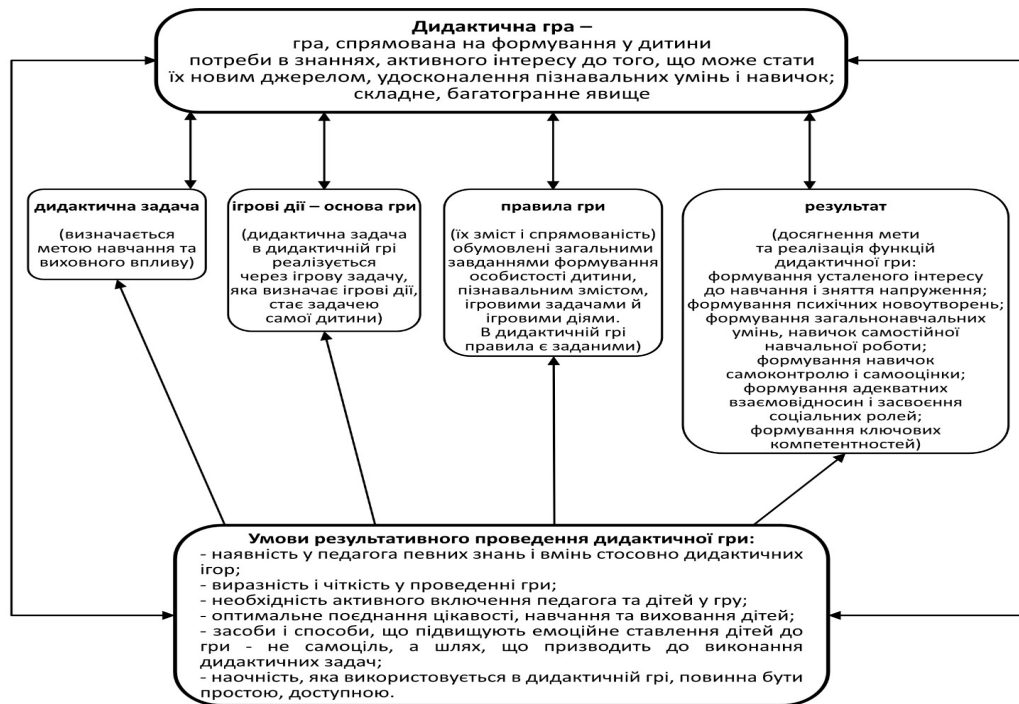 Дидактична гра –
гра, спрямована на формування у дитини
потреби в знаннях, активного інтересу до того, що може стати
їх новим джерелом, удосконалення пізнавальних умінь і навичок;
складне, багатогранне явище
дидактична задача
(визначається
метою навчання та
виховного впливу)
ігрові дії – основа гри
(дидактична задача
в дидактичній грі
реалізується
через ігрову задачу,
яка визначає ігрові дії,
стає задачею
самої дитини)
правила гри
(їх зміст і спрямованість)
обумовлені загальними
завданнями формування
особистості дитини,
пізнавальним змістом,
ігровими задачами й
ігровими діями.
В дидактичній грі
правила є заданими)
результат
(досягнення мети
та реалізація функцій
дидактичної гри:
формування усталеного інтересу
до навчання і зняття напруження;
формування психічних новоутворень;
формування загальнонавчальних
умінь, навичок самостійної
навчальної роботи;
формування навичок
самоконтролю і самооцінки;
формування адекватних
взаємовідносин і засвоєння
соціальних ролей;
формування ключових
компетентностей)
Умови результативного проведення дидактичної гри:
- наявність у педагога певних знань і вмінь стосовно дидактичних
ігор;
- виразність і чіткість у проведенні гри;
- необхідність активного включення педагога та дітей у гру;
- оптимальне поєднання цікавості, навчання та виховання дітей;
- засоби і способи, що підвищують емоційне ставлення дітей до
гри - не самоціль, а шлях, що призводить до виконання
дидактичних задач;
- наочність, яка використовується в дидактичній грі, повинна бути
простою, доступною.